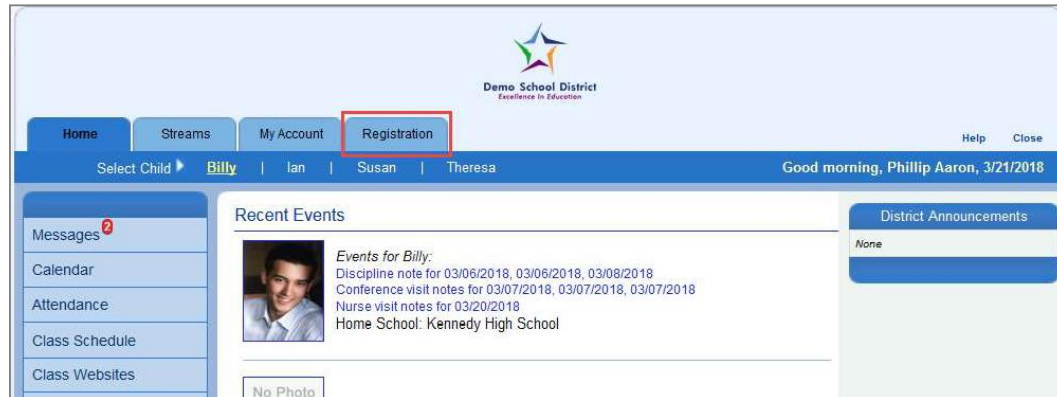 Demo School District
Excellence In Education
Home Streams My Account Registration Help Close
Select Child Billy | Ian | Susan | Theresa Good morning, Phillip Aaron, 3/21/2018
Messages 2
Calendar
Attendance
Class Schedule
Class Websites
Recent Events
Events for Billy:
Discipline note for 03/06/2018, 03/06/2018, 03/08/2018
Conference visit notes for 03/07/2018, 03/07/2018, 03/07/2018
Nurse visit notes for 03/20/2018
Home School: Kennedy High School
No Photo
District Announcements
None